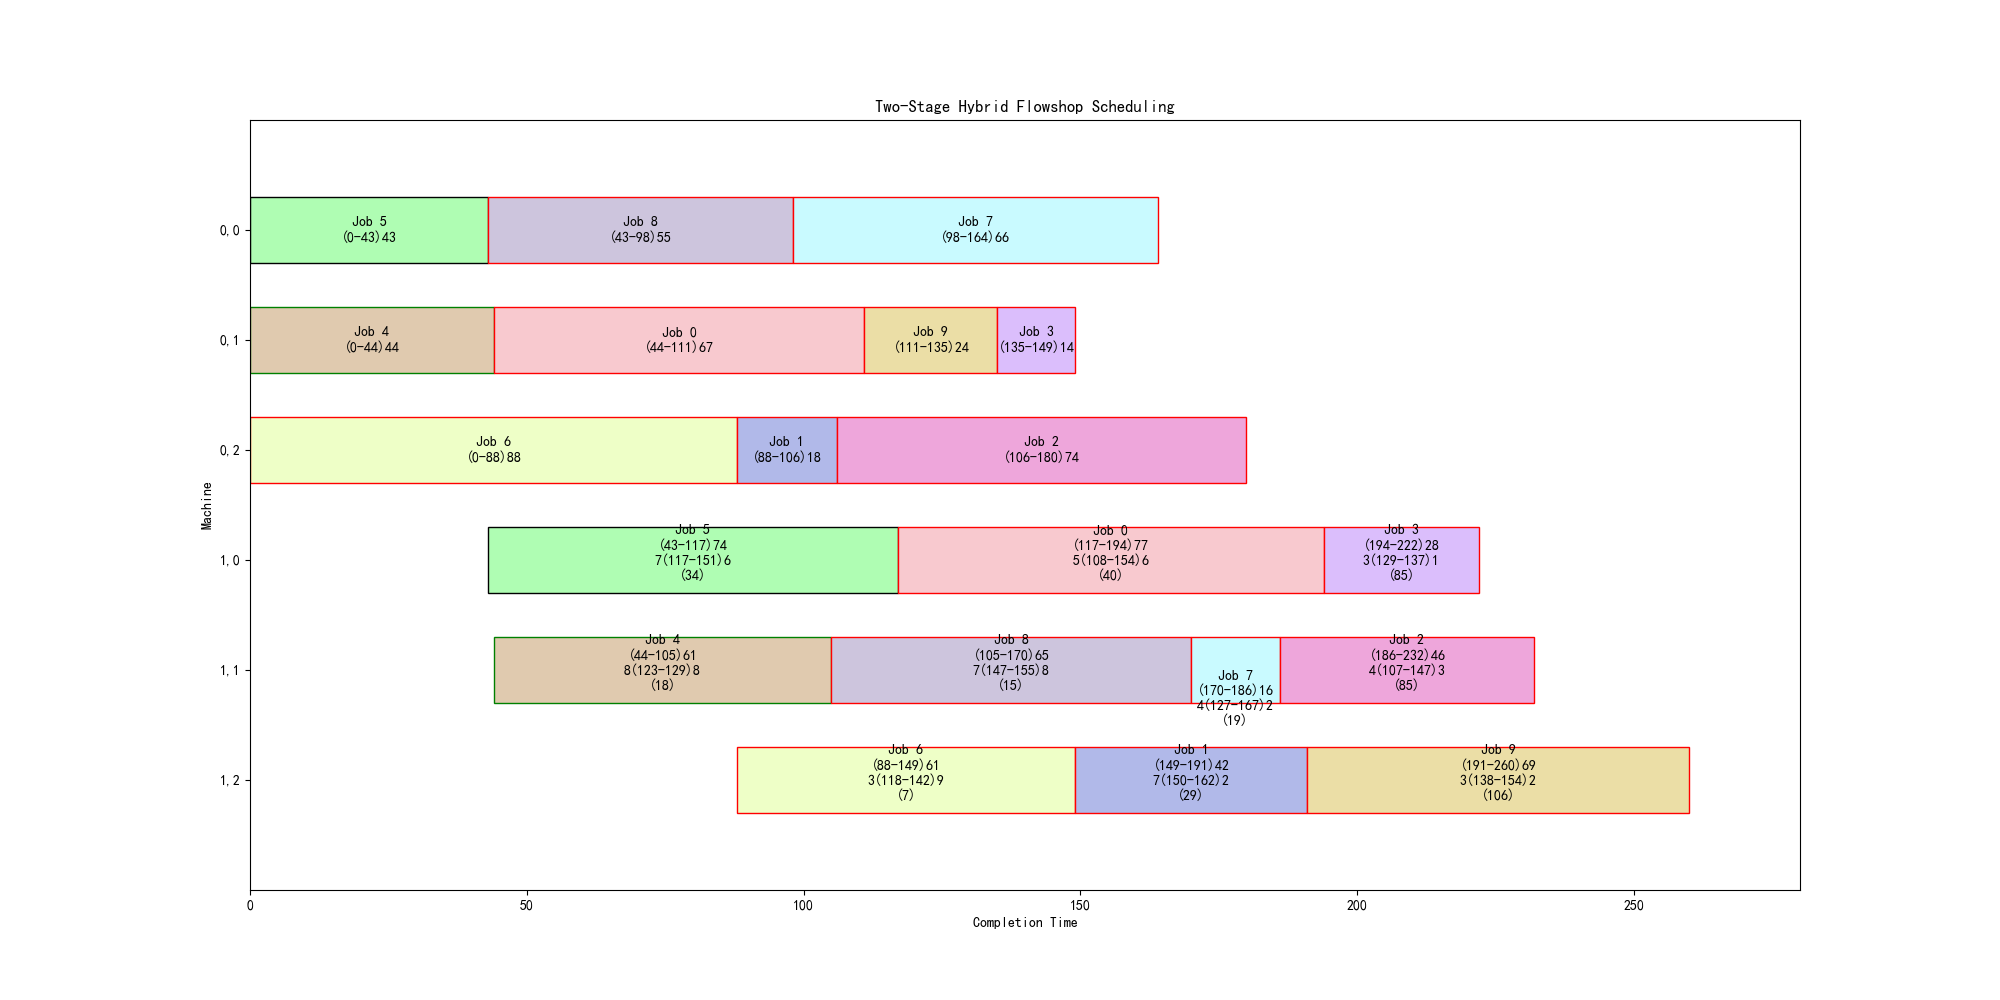 Two-Stage Hybrid Flowshop Scheduling
0,0
Job 5
(0-43)43
Job 8
(43-98)55
Job 7
(98-164)66
0,1
Job 4
(0-44)44
Job 0
(44-111)67
Job 9
(111-135)24
Job 3
(135-149)14
0,2
Job 6
(0-88)88
Job 1
(88-106)18
Job 2
(106-180)74
Machine
1,0
Job 5
(43-117)74
7(117-151)6
(34)
Job 0
(117-194)77
5(108-154)6
(40)
Job 3
(194-222)28
3(129-137)1
(85)
1,1
Job 4
(44-105)61
8(123-129)8
(18)
Job 8
(105-170)65
7(147-155)8
(15)
Job 7
(170-186)16
4(127-167)2
(19)
Job 2
(186-232)46
4(107-147)3
(85)
1,2
Job 6
(88-149)61
3(118-142)9
(7)
Job 1
(149-191)42
7(150-162)2
(29)
Job 9
(191-260)69
3(138-154)2
(106)
0
50
100
150
200
250
Completion Time